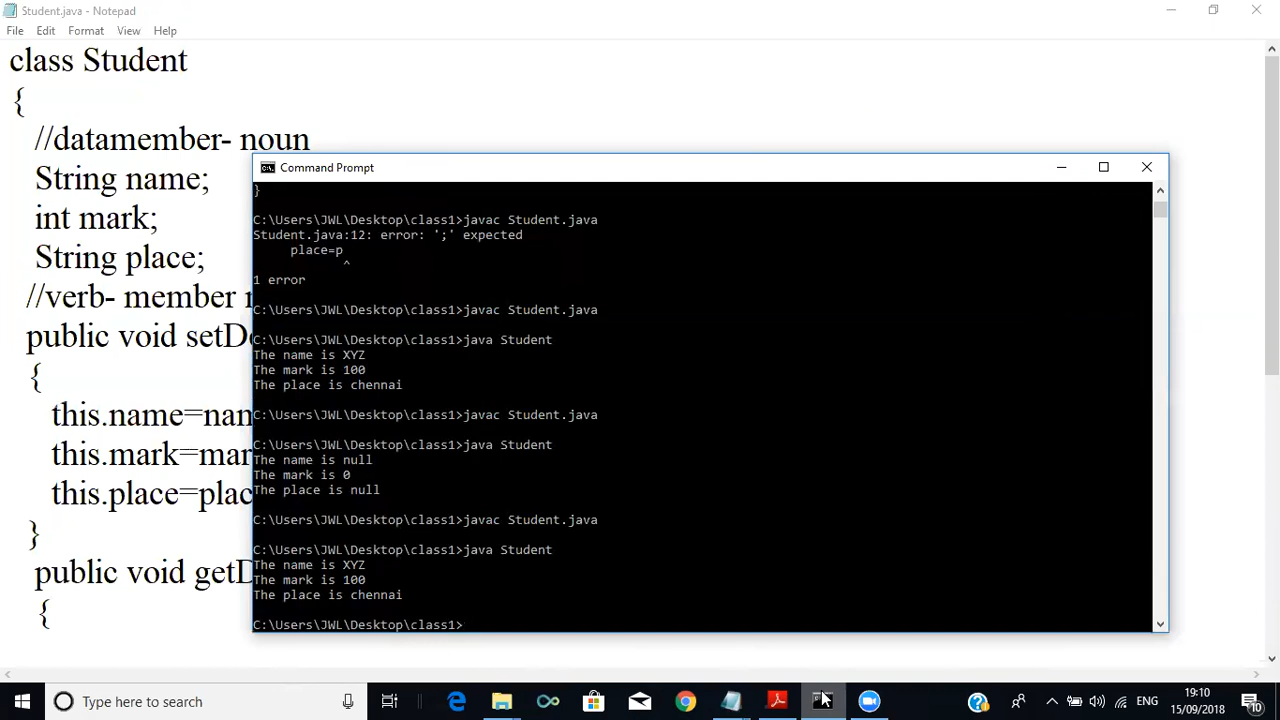 Student.java - Notepad
File Edit Format View Help
class Student
{
//datamember- noun
String name;
int mark;
String place;
//verb- member
public void setD
{
this.name=nan
this.mark=mar
this.place=plac
}
public void getD
{
Command Prompt
}
C:\Users\JWL\Desktop\class1>javac Student.java
Student.java:12: error: ';' expected
place=p
^
1 error
C:\Users\JWL\Desktop\class1>javac Student.java
C:\Users\JWL\Desktop\class1>java Student
The name is XYZ
The mark is 100
The place is chennai
C:\Users\JWL\Desktop\class1>javac Student.java
C:\Users\JWL\Desktop\class1>java Student
The name is null
The mark is 0
The place is null
C:\Users\JWL\Desktop\class1>javac Student.java
C:\Users\JWL\Desktop\class1>java Student
The name is XYZ
The mark is 100
The place is chennai
C:\Users\JWL\Desktop\class1>
Type here to search
ENG
19:10
15/09/2018
10